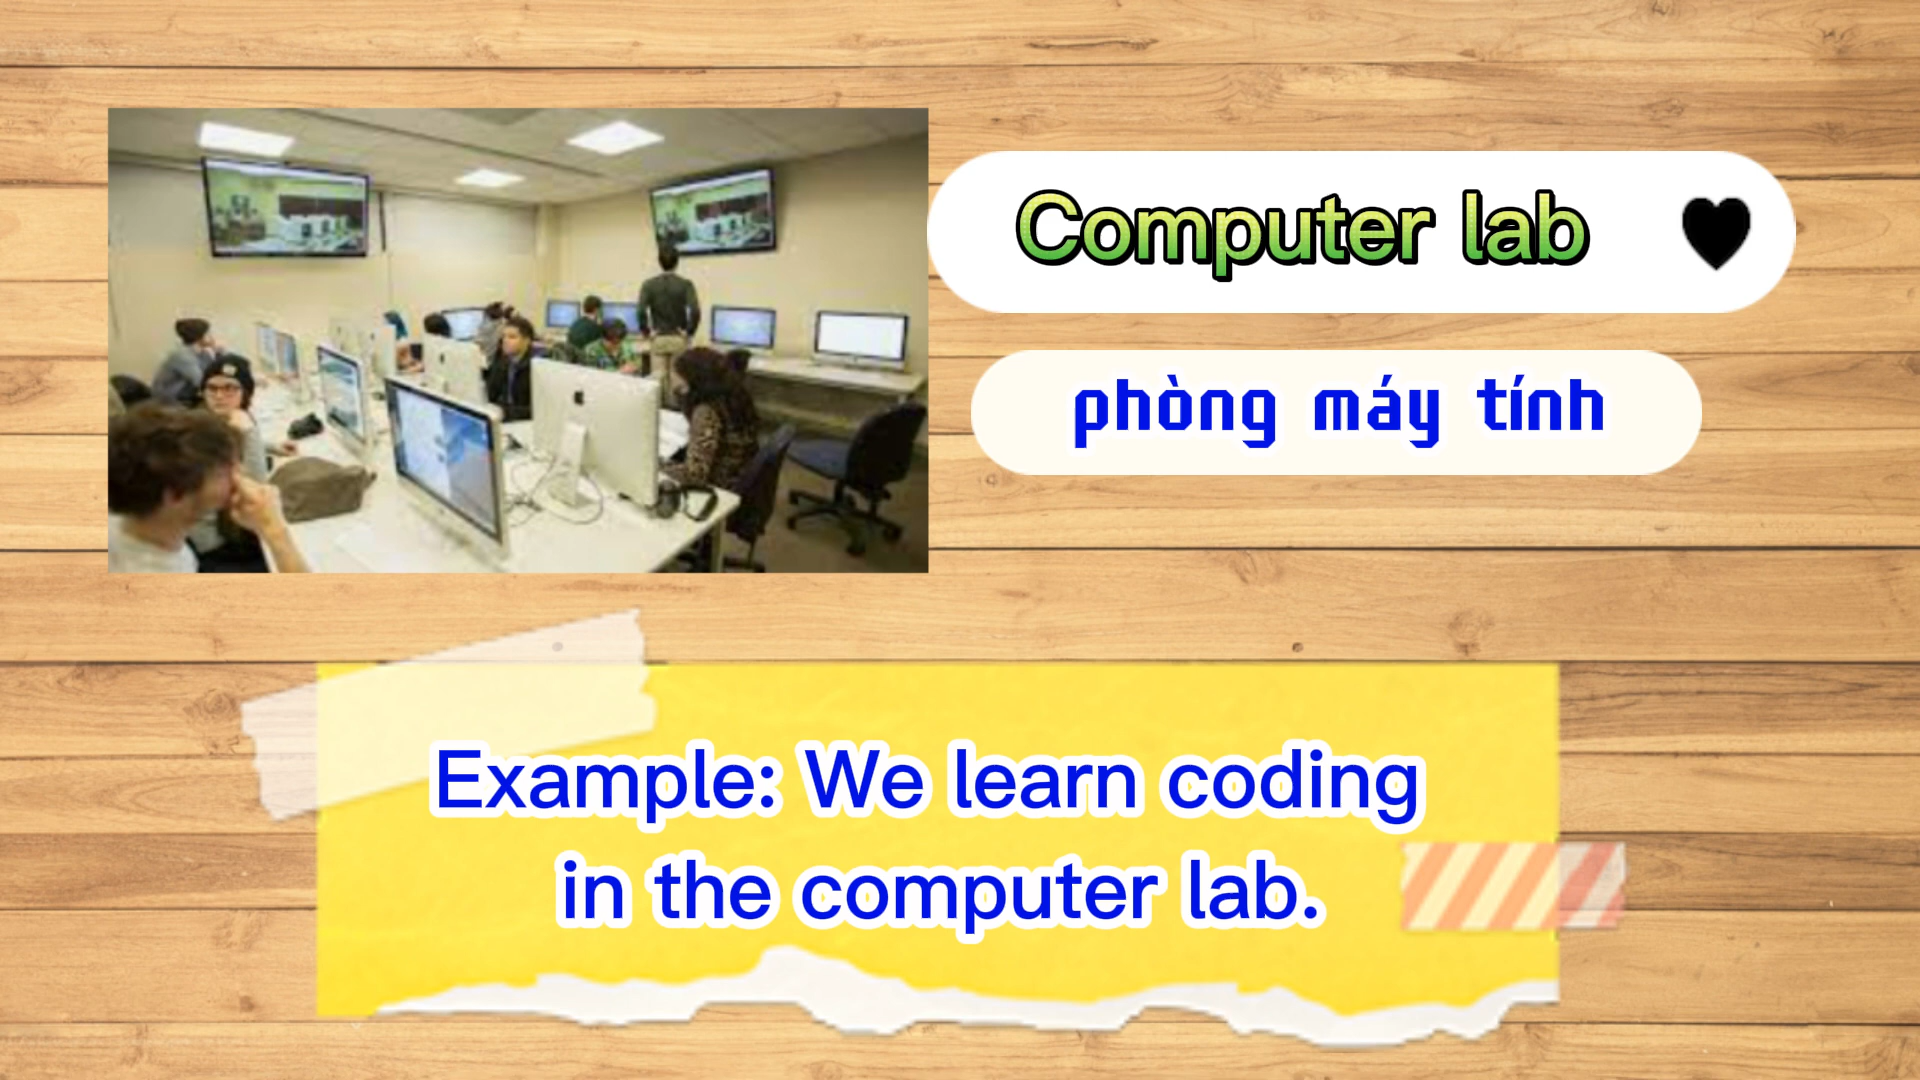 Computer lab
phòng máy tính
Example: We learn coding
in the computer lab.